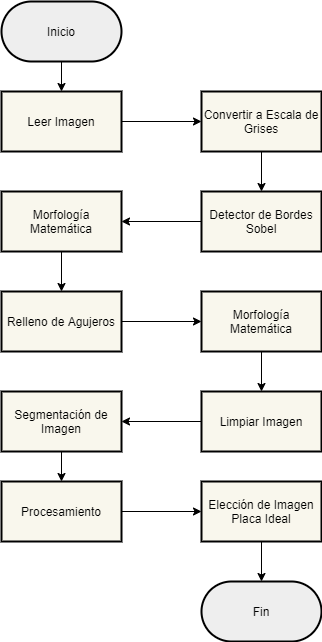 Inicio
Leer Imagen
Convertir a Escala de
Grises
Detector de Bordes
Sobel
Morfología
Matemática
Relleno de Agujeros
Morfología
Matemática
Limpiar Imagen
Segmentación de
Imagen
Procesamiento
Elección de Imagen
Placa Ideal
Fin